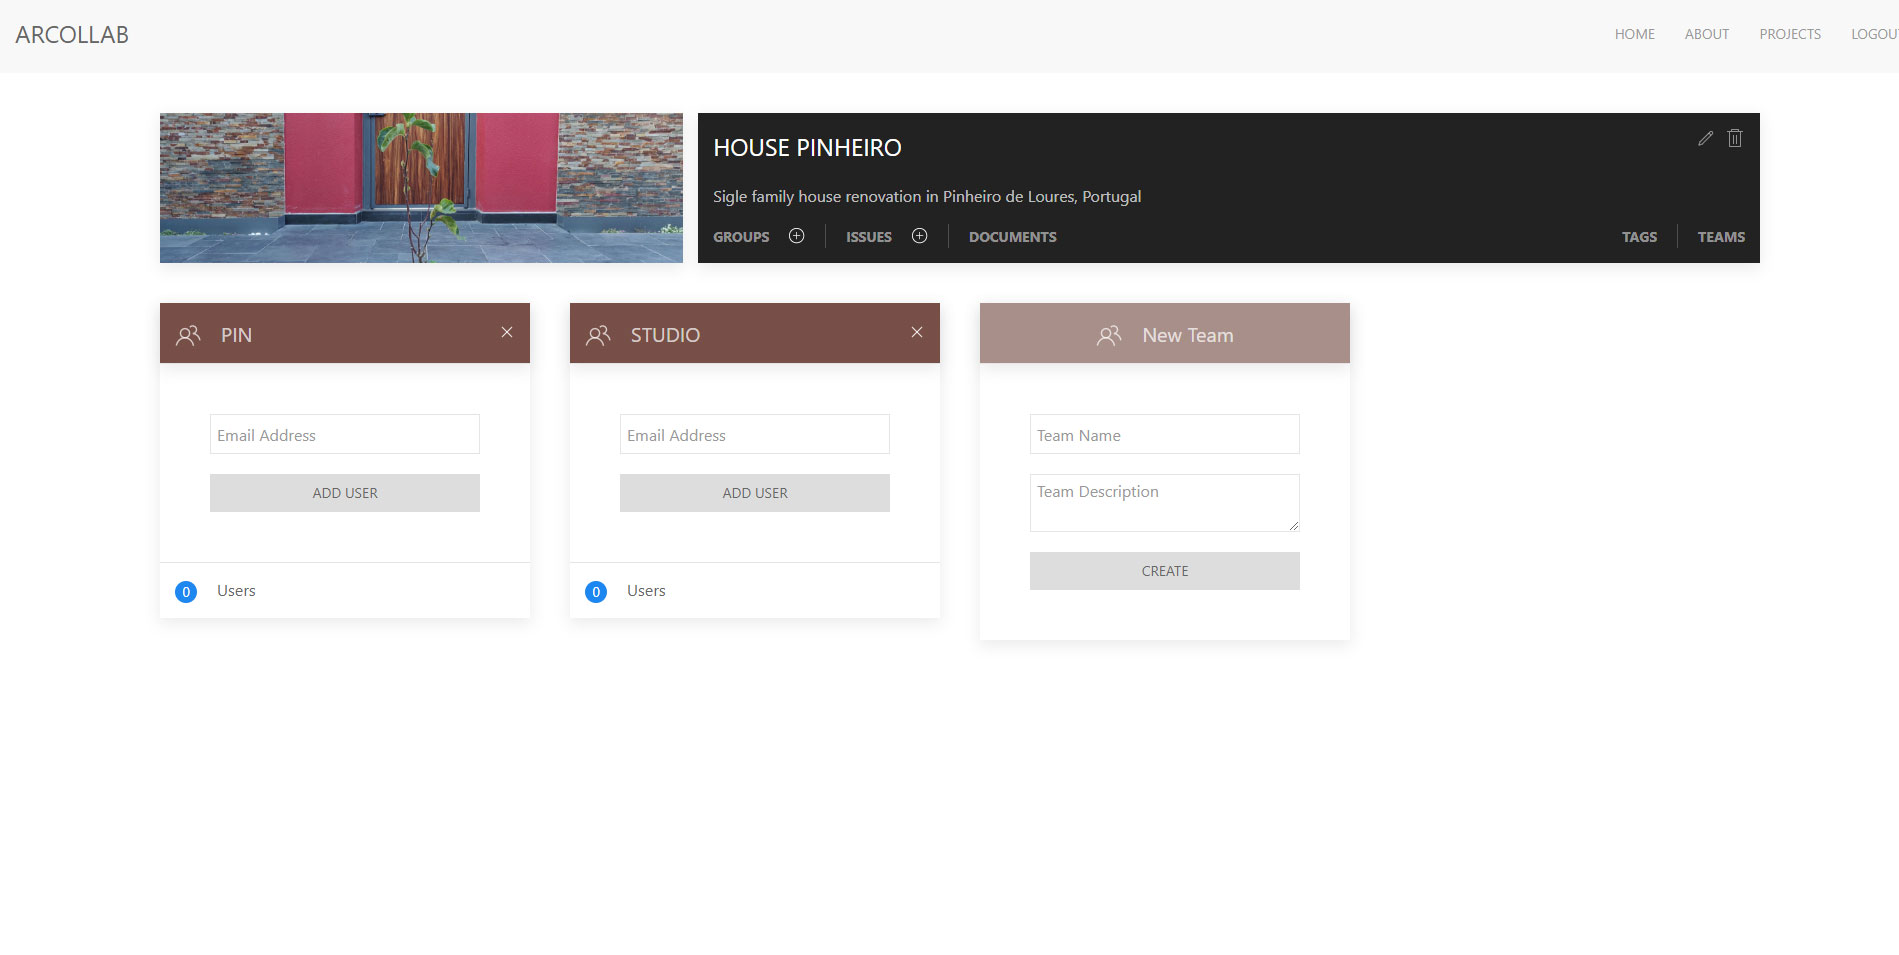 ARCOLLAB
HOME ABOUT PROJECTS LOGOU
HOUSE PINHEIRO
Sigle family house renovation in Pinheiro de Loures, Portugal
GROUPS ISSUES DOCUMENTS TAGS TEAMS
PIN
Email Address
ADD USER
0 Users
STUDIO
Email Address
ADD USER
0 Users
New Team
Team Name
Team Description
CREATE